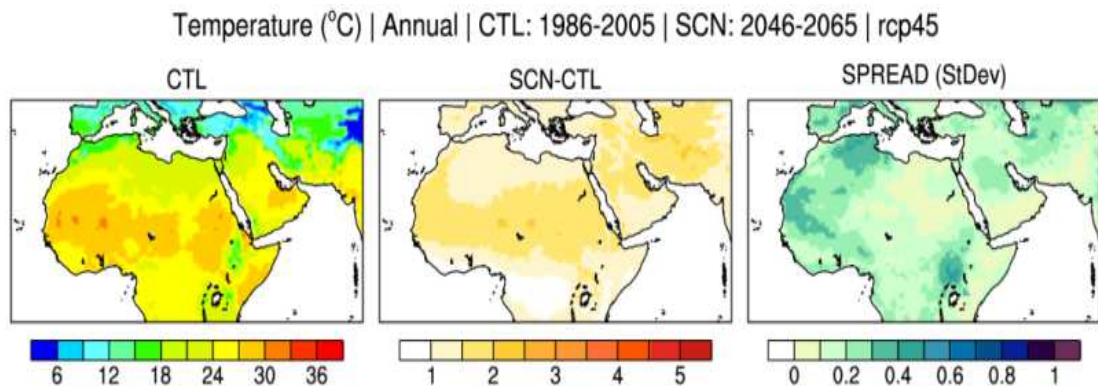 Temperature (°C) | Annual | CTL: 1986-2005 | SCN: 2046-2065 | rcp45
CTL
SCN-CTL
SPREAD (StDev)
6 12 18 24 30 36
1 2 3 4 5
0 0.2 0.4 0.6 0.8 1